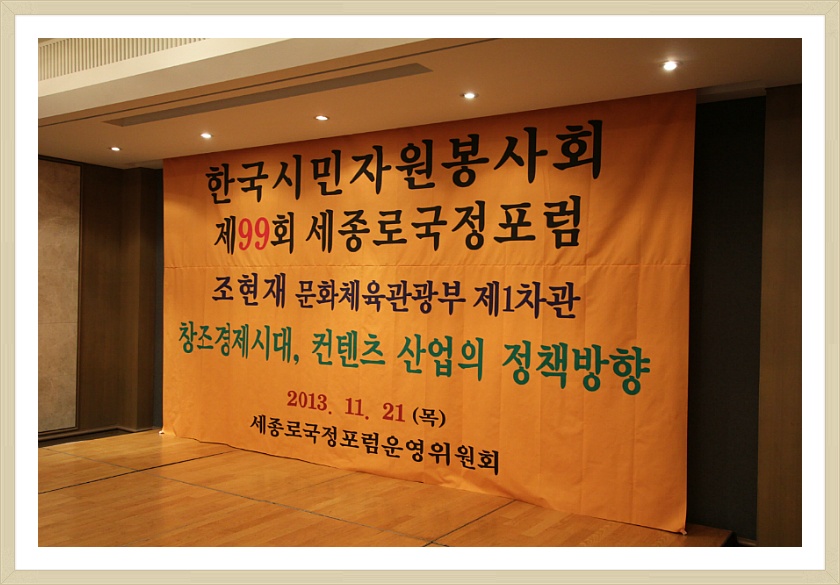 한국시민자원봉사회
제99회 세종로국정포럼
조현재 문화체육관광부 제1차관
창조경제시대, 컨텐츠 산업의 정책방향
2013. 11. 21 (목)
세종로국정포럼운영위원회